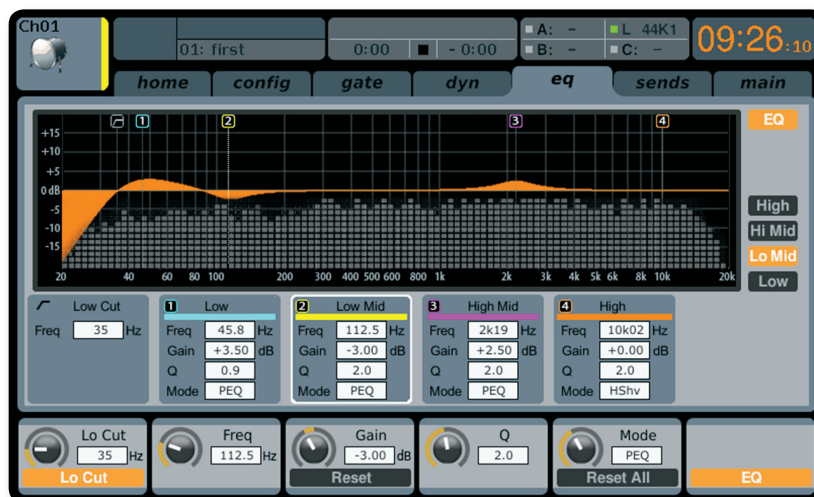 Ch01
01: first
0:00 - 0:00
A: - L 44K1
B: - C: -
09:26:10
home config gate dyn eq sends main
1 2 3 4
EQ
+15
+10
+5
0 dB
-5
-10
-15
20 40 60 80 100 200 300 400 500 600 800 1k 2k 3k 4k 5k 6k 8k 10k 20k
High
Hi Mid
Lo Mid
Low
Low Cut
Freq 35 Hz
1 Low
Freq 45.8 Hz
Gain +3.50 dB
Q 0.9
Mode PEQ
2 Low Mid
Freq 112.5 Hz
Gain -3.00 dB
Q 2.0
Mode PEQ
3 High Mid
Freq 2k19 Hz
Gain +2.50 dB
Q 2.0
Mode PEQ
4 High
Freq 10k02 Hz
Gain +0.00 dB
Q 2.0
Mode HShv
Lo Cut
35 Hz
Lo Cut
Freq
112.5 Hz
Gain
-3.00 dB
Reset
Q
2.0
Mode
PEQ
Reset All
EQ